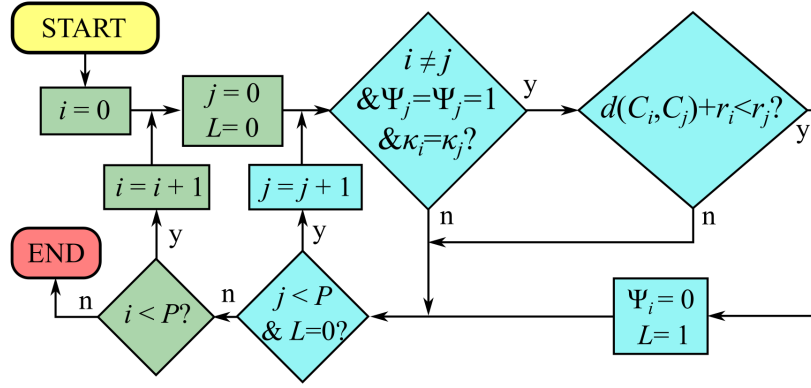 START
i = 0
j = 0
L= 0
i ≠ j
&Ψj=Ψj=1
&κi=κj?
y
d(Ci,Cj)+ri<rj?
y
i = i + 1
j = j + 1
n
n
END
y
y
n
i < P?
n
j < P
& L=0?
Ψi = 0
L= 1